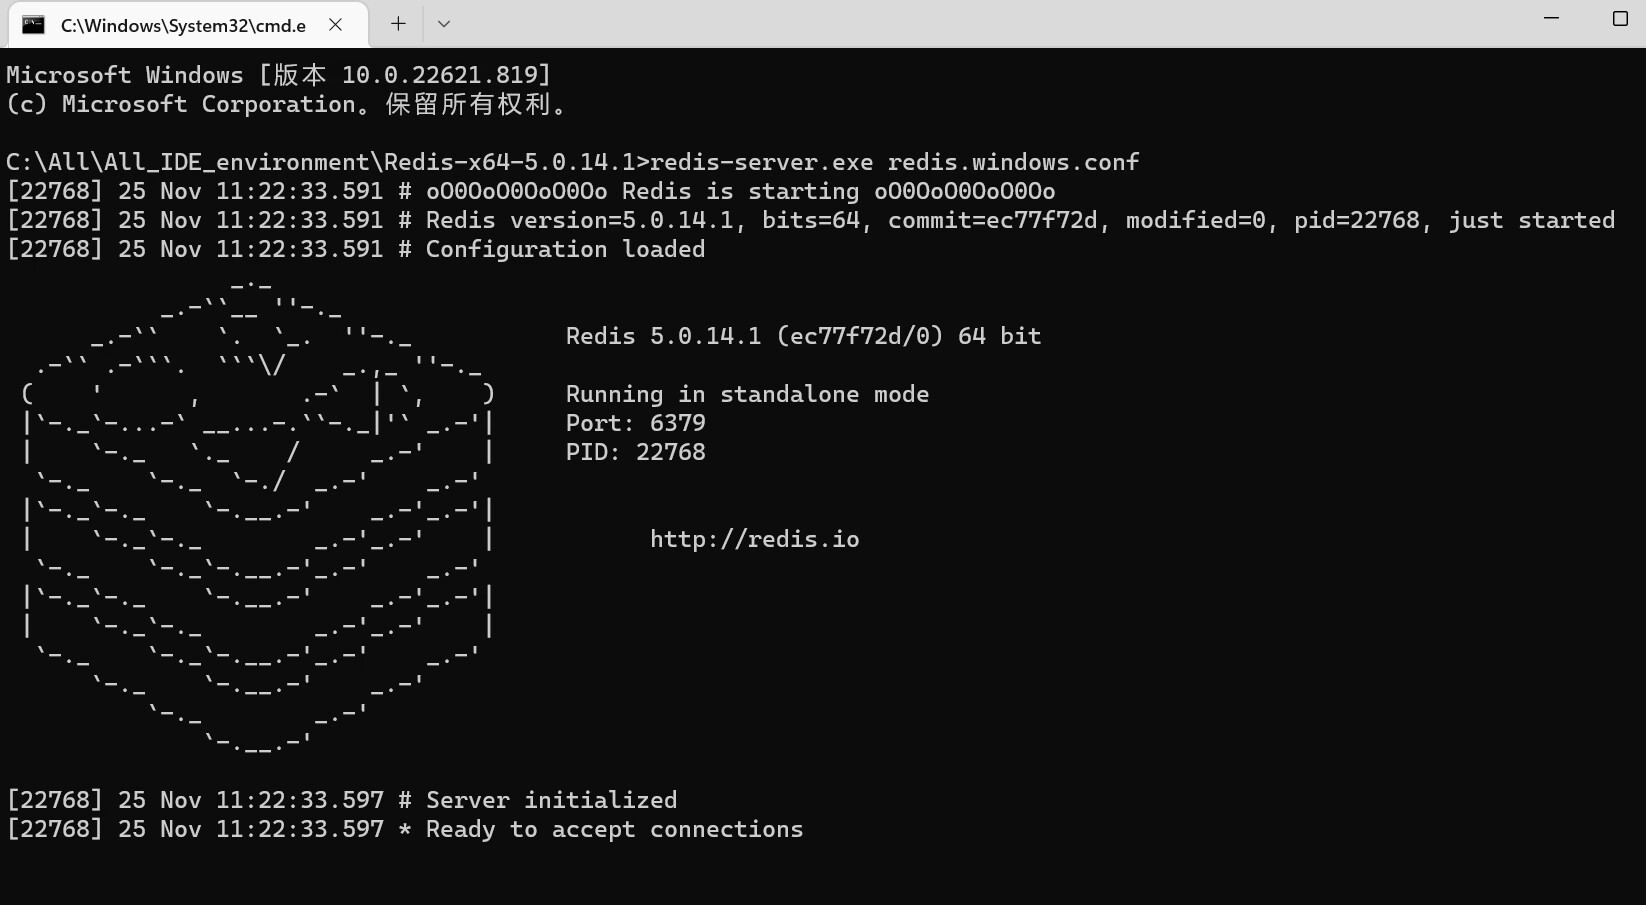 C:\Windows\System32\cmd.e
Microsoft Windows [版本 10.0.22621.819]
(c) Microsoft Corporation。保留所有权利。
C:\All\All_IDE_environment\Redis-x64-5.0.14.1>redis-server.exe redis.windows.conf
[22768] 25 Nov 11:22:33.591 # oO0OoO0OoO0Oo Redis is starting oO0OoO0OoO0Oo
[22768] 25 Nov 11:22:33.591 # Redis version=5.0.14.1, bits=64, commit=ec77f72d, modified=0, pid=22768, just started
[22768] 25 Nov 11:22:33.591 # Configuration loaded
Redis 5.0.14.1 (ec77f72d/0) 64 bit
Running in standalone mode
Port: 6379
PID: 22768
http://redis.io
[22768] 25 Nov 11:22:33.597 # Server initialized
[22768] 25 Nov 11:22:33.597 * Ready to accept connections